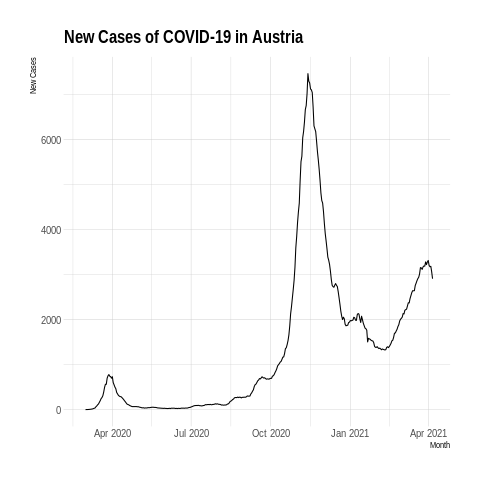 New Cases of COVID-19 in Austria
New Cases
6000
4000
2000
0
Apr 2020 Jul 2020 Oct 2020 Jan 2021 Apr 2021
Month